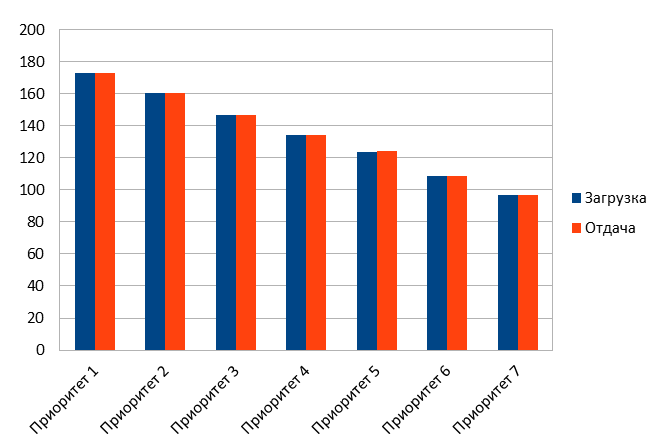 200
180
160
140
120
100
80
60
40
20
0
Загрузка
Отдача
Приоритет 1
Приоритет 2
Приоритет 3
Приоритет 4
Приоритет 5
Приоритет 6
Приоритет 7